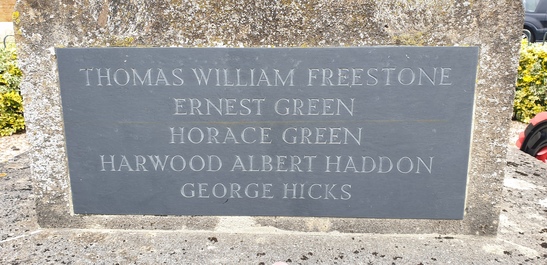 THOMAS WILLIAM FREESTONE
ERNEST GREEN
HORACE GREEN
HARWOOD ALBERT HADDON
GEORGE HICKS